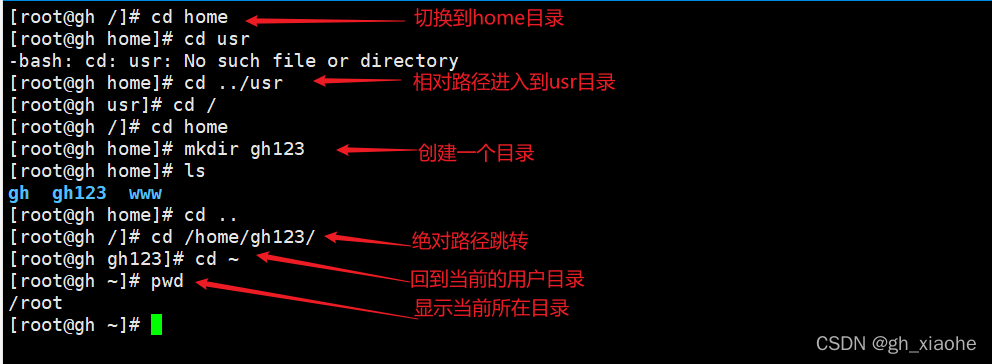 [root@gh /]# cd home 切换到home目录
[root@gh home]# cd usr
-bash: cd: usr: No such file or directory
[root@gh home]# cd ../usr 相对路径进入到usr目录
[root@gh usr]# cd /
[root@gh /]# cd home
[root@gh home]# mkdir gh123 创建一个目录
[root@gh home]# ls
gh  gh123  www
[root@gh home]# cd ..
[root@gh /]# cd /home/gh123/ 绝对路径跳转
[root@gh gh123]# cd ~ 回到当前的用户目录
[root@gh ~]# pwd 显示当前所在目录
/root
[root@gh ~]#
CSDN @gh_xiaohe